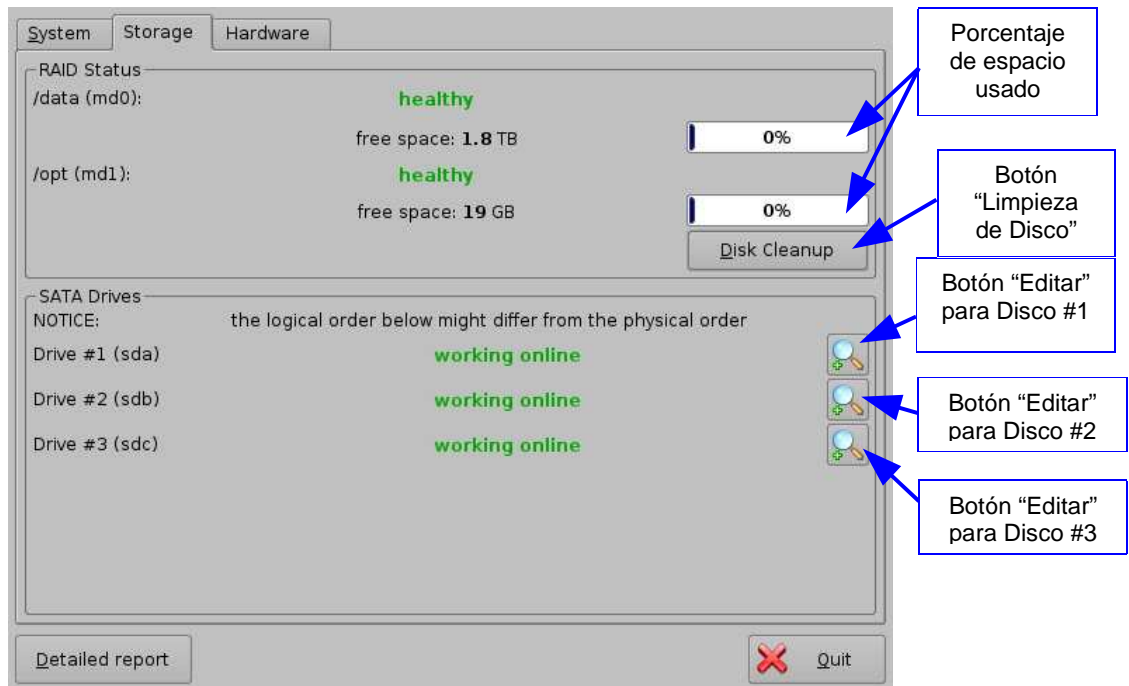 System Storage Hardware
RAID Status
/data (md0): healthy
free space: 1.8 TB 0%
/opt (md1): healthy
free space: 19 GB 0%
Disk Cleanup
SATA Drives
NOTICE: the logical order below might differ from the physical order
Drive #1 (sda) working online
Drive #2 (sdb) working online
Drive #3 (sdc) working online
Detailed report Quit
Porcentaje
de espacio
usado
Botón
“Limpieza
de Disco”
Botón “Editar”
para Disco #1
Botón “Editar”
para Disco #2
Botón “Editar”
para Disco #3